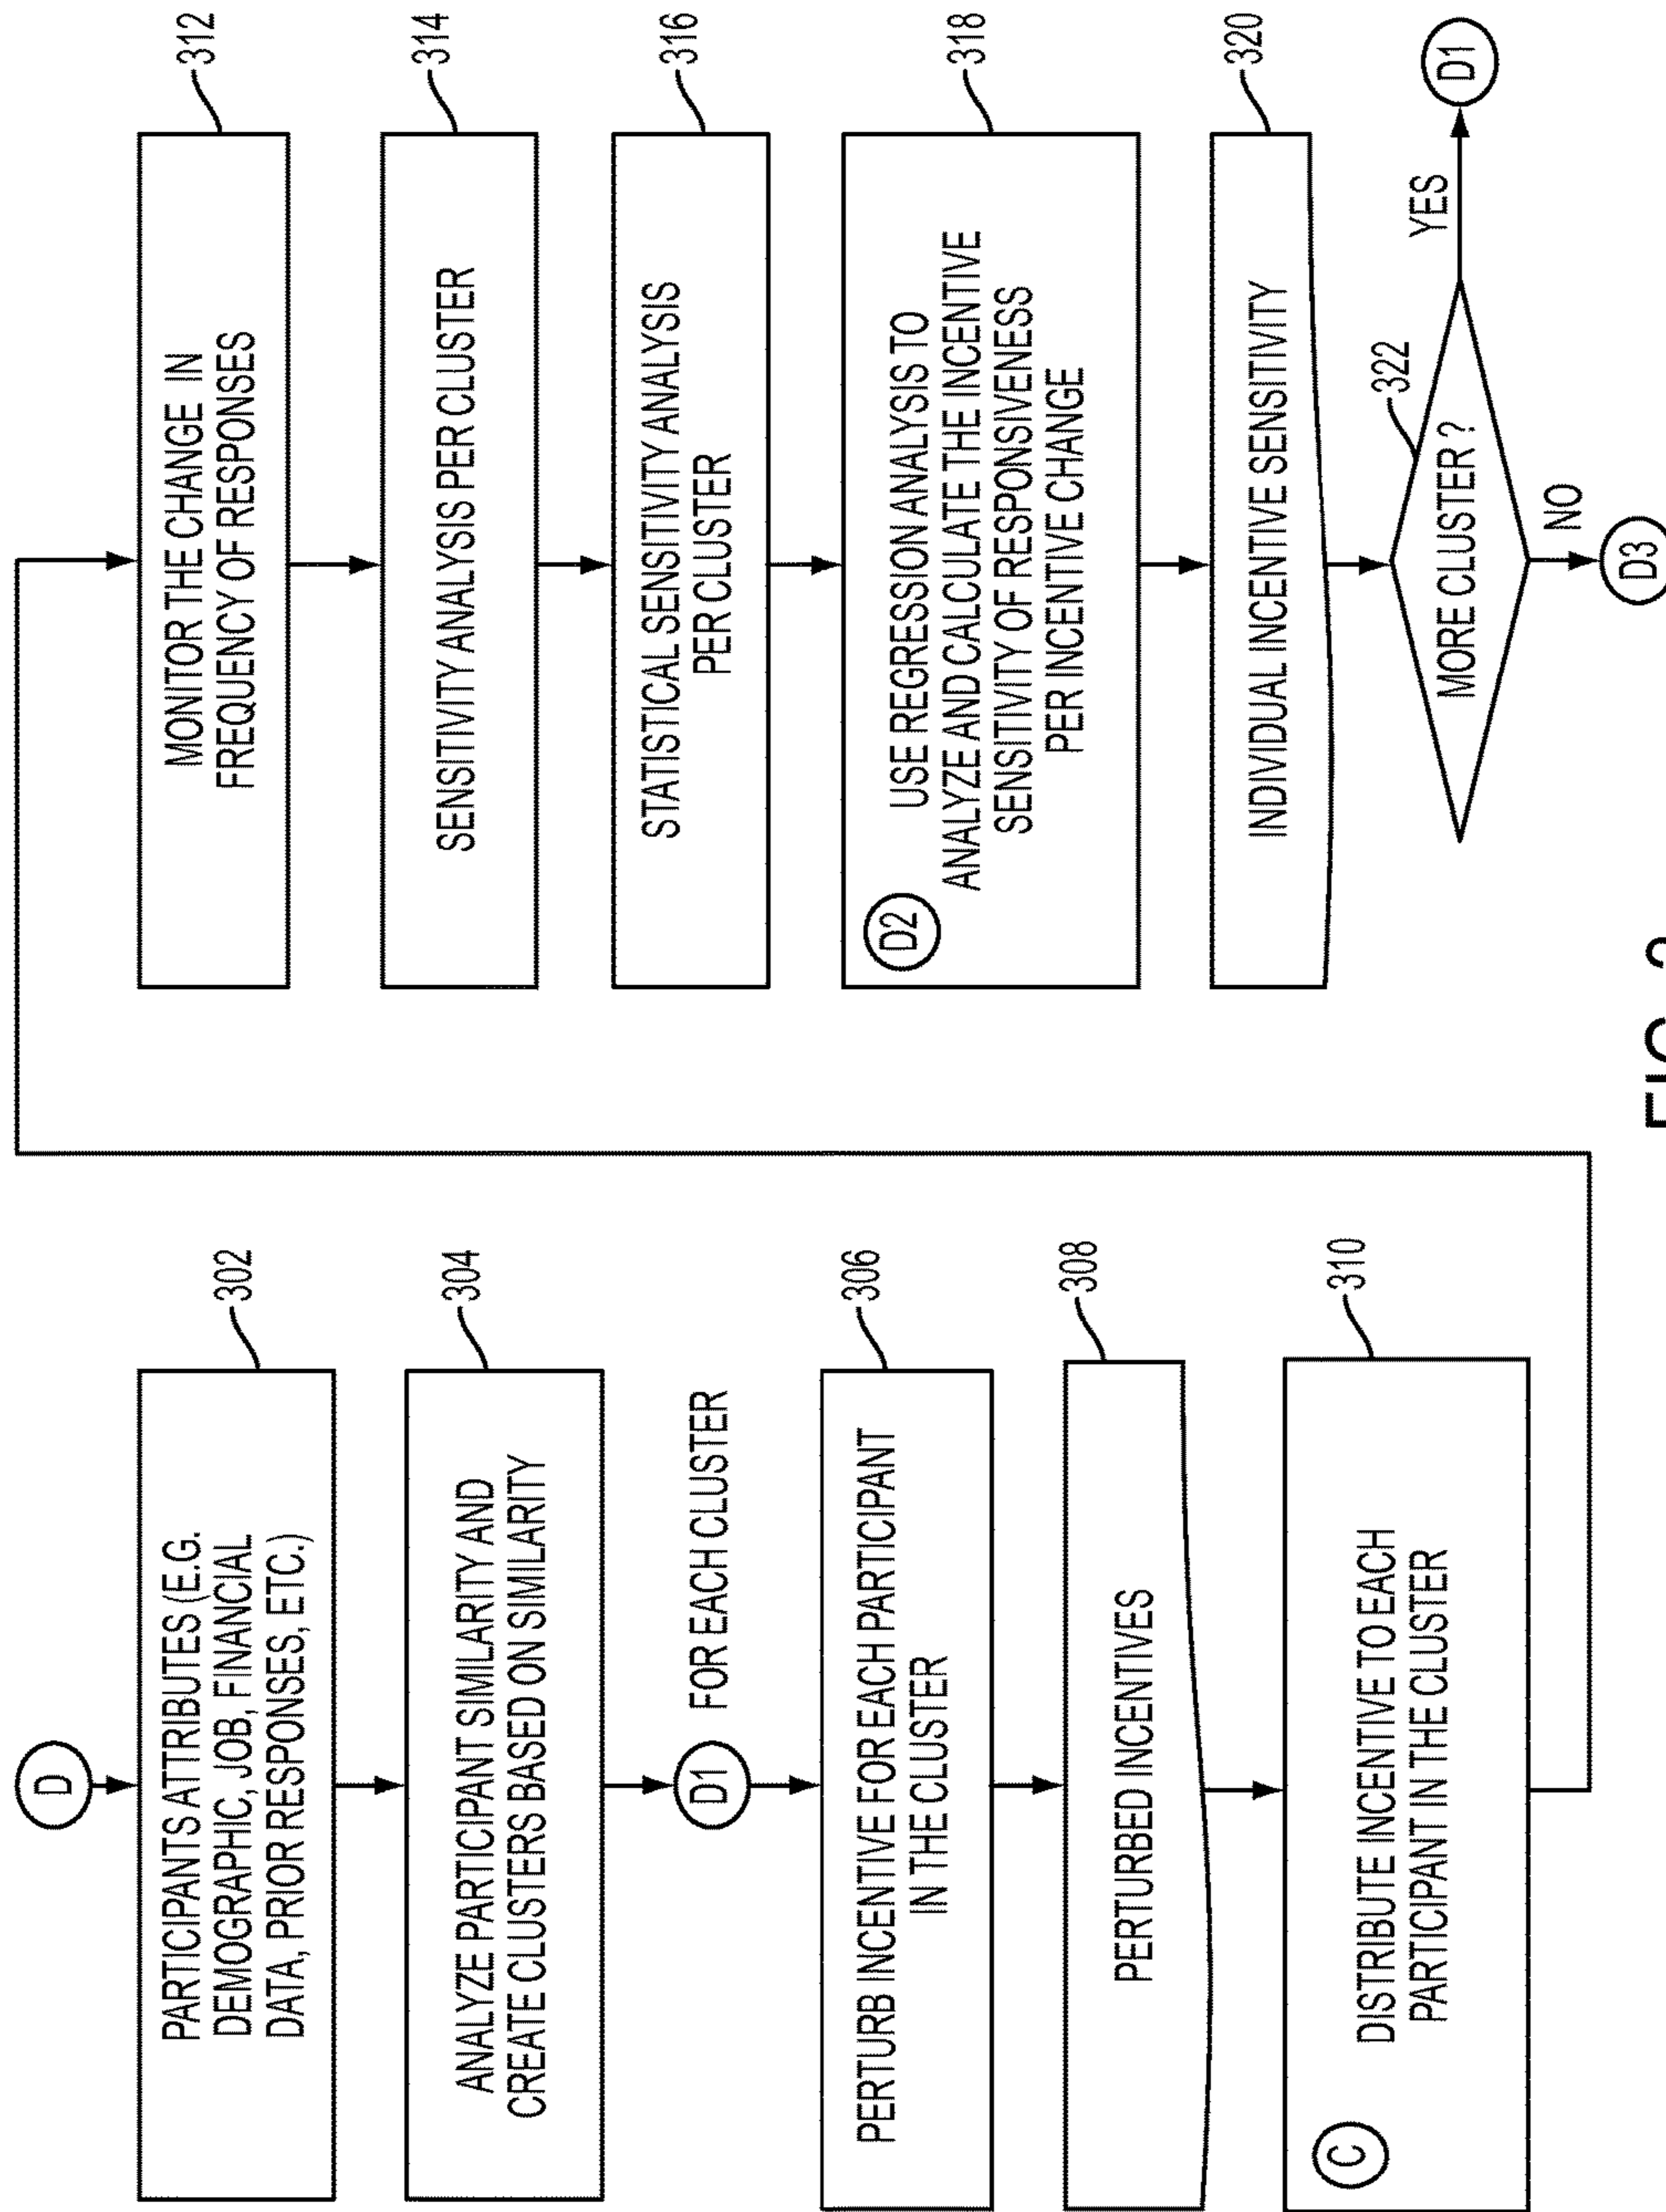 D
302
PARTICIPANTS ATTRIBUTES (E.G.
DEMOGRAPHIC, JOB, FINANCIAL
DATA, PRIOR RESPONSES, ETC.)
304
ANALYZE PARTICIPANT SIMILARITY AND
CREATE CLUSTERS BASED ON SIMILARITY
D1
FOR EACH CLUSTER
306
PERTURB INCENTIVE FOR EACH PARTICIPANT
IN THE CLUSTER
308
PERTURBED INCENTIVES
310
C
DISTRIBUTE INCENTIVE TO EACH
PARTICIPANT IN THE CLUSTER
312
MONITOR THE CHANGE IN
FREQUENCY OF RESPONSES
314
SENSITIVITY ANALYSIS PER CLUSTER
316
STATISTICAL SENSITIVITY ANALYSIS
PER CLUSTER
318
D2
USE REGRESSION ANALYSIS TO
ANALYZE AND CALCULATE THE INCENTIVE
SENSITIVITY OF RESPONSIVENESS
PER INCENTIVE CHANGE
320
INDIVIDUAL INCENTIVE SENSITIVITY
322
MORE CLUSTER ?
YES
D1
NO
D3